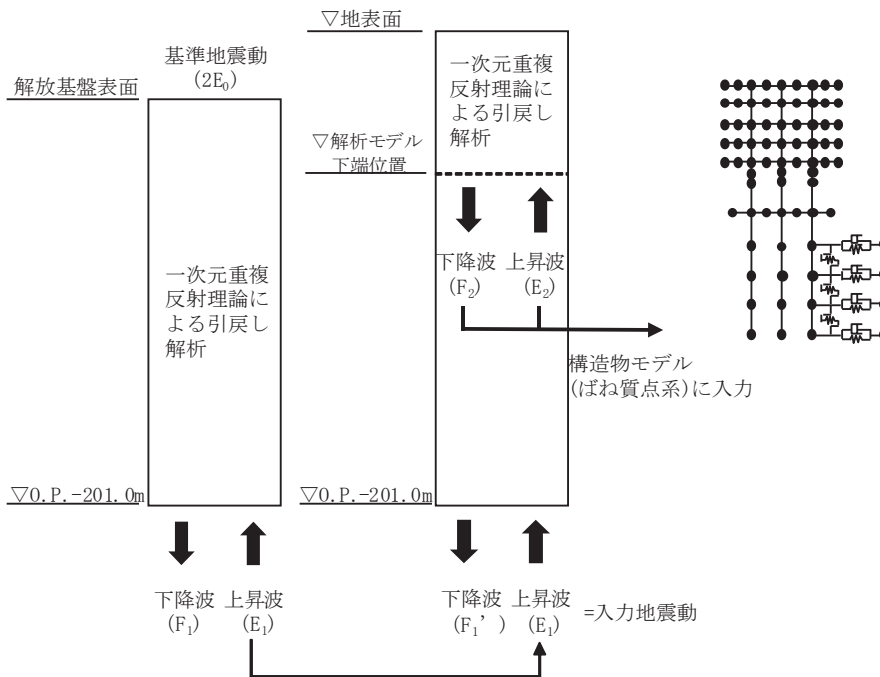 基準地震動
(2E₀)
解放基盤表面
一次元重複
反射理論に
よる引戻し
解析
▽O.P.-201.0m
下降波
(F₁)
上昇波
(E₁)
▽地表面
一次元重複
反射理論に
よる引戻し
解析
▽解析モデル
下端位置
下降波
(F₂)
上昇波
(E₂)
構造物モデル
(ばね質点系)に入力
▽O.P.-201.0m
下降波
(F₁’)
上昇波
(E₁)
=入力地震動